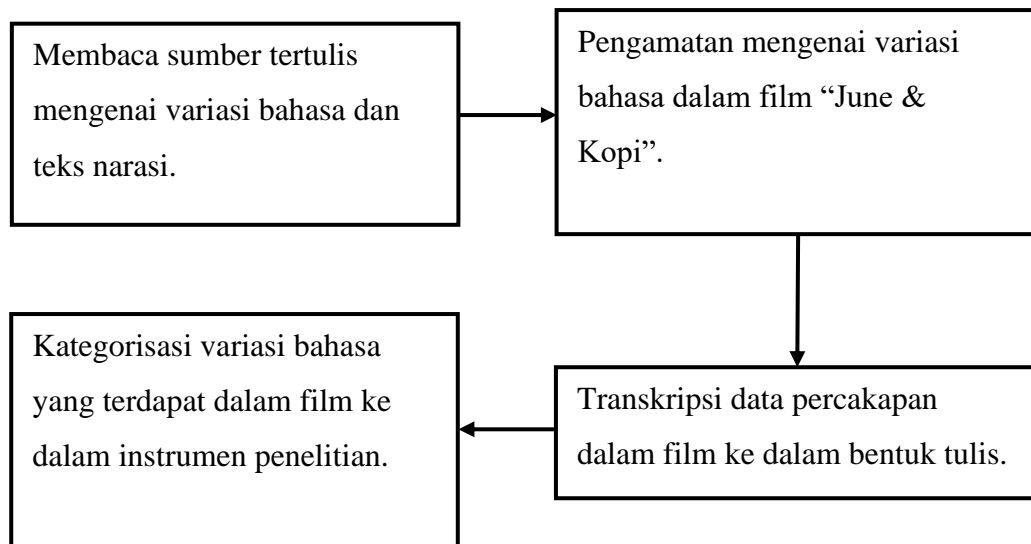 Membaca sumber tertulis
mengenai variasi bahasa dan
teks narasi.
Pengamatan mengenai variasi
bahasa dalam film “June &
Kopi”.
Transkripsi data percakapan
dalam film ke dalam bentuk tulis.
Kategorisasi variasi bahasa
yang terdapat dalam film ke
dalam instrumen penelitian.